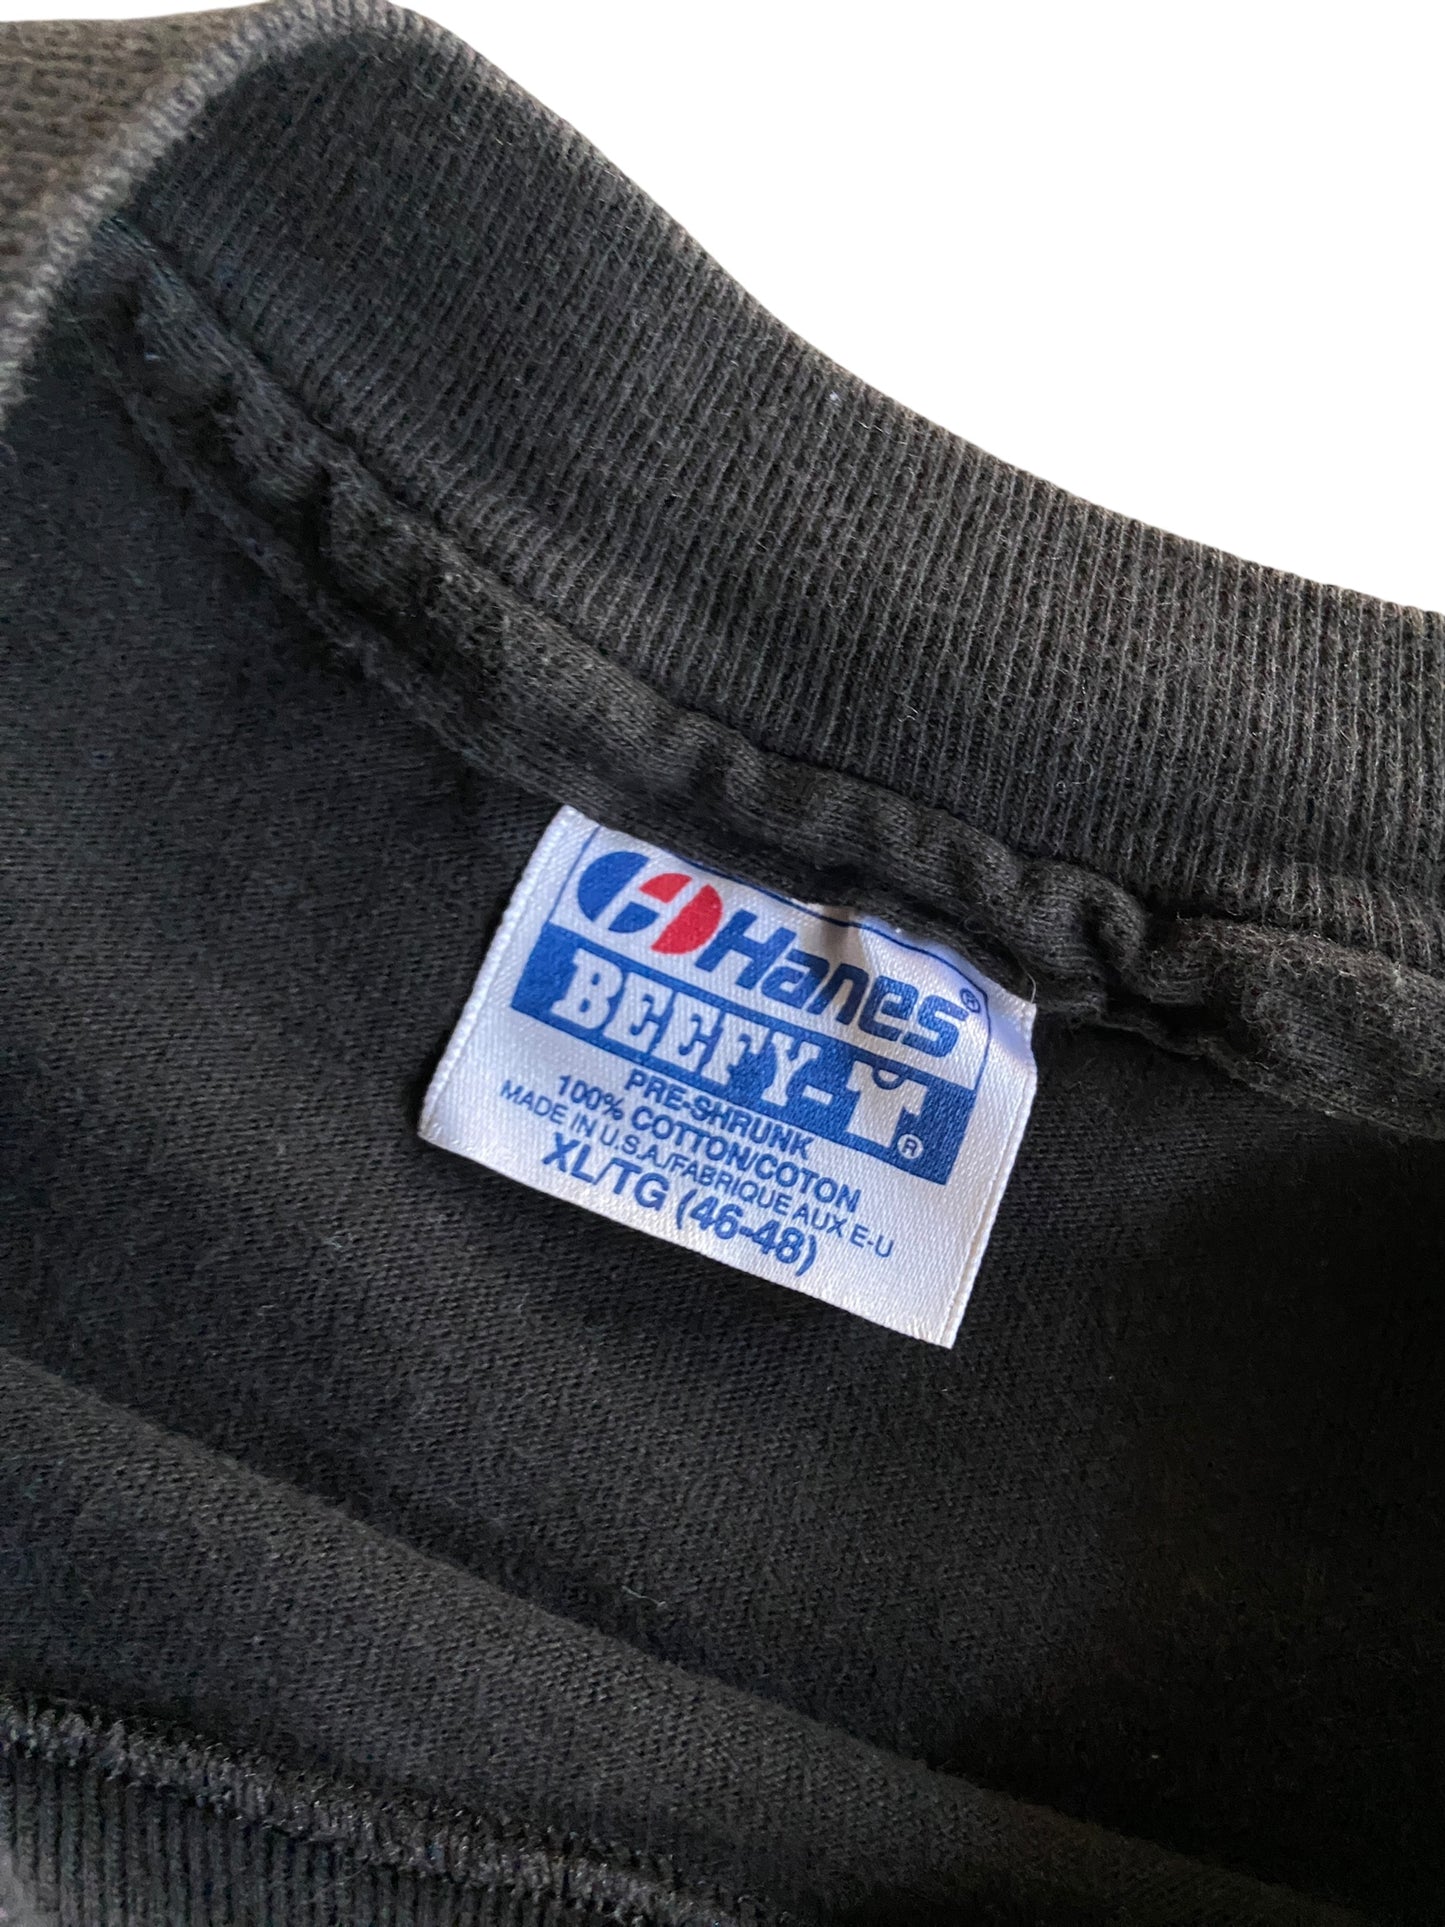 Hanes®
BEEFY-T®
PRE-SHRUNK
100% COTTON/COTON
MADE IN U.S.A./FABRIQUE AUX E-U
XL/TG (46-48)